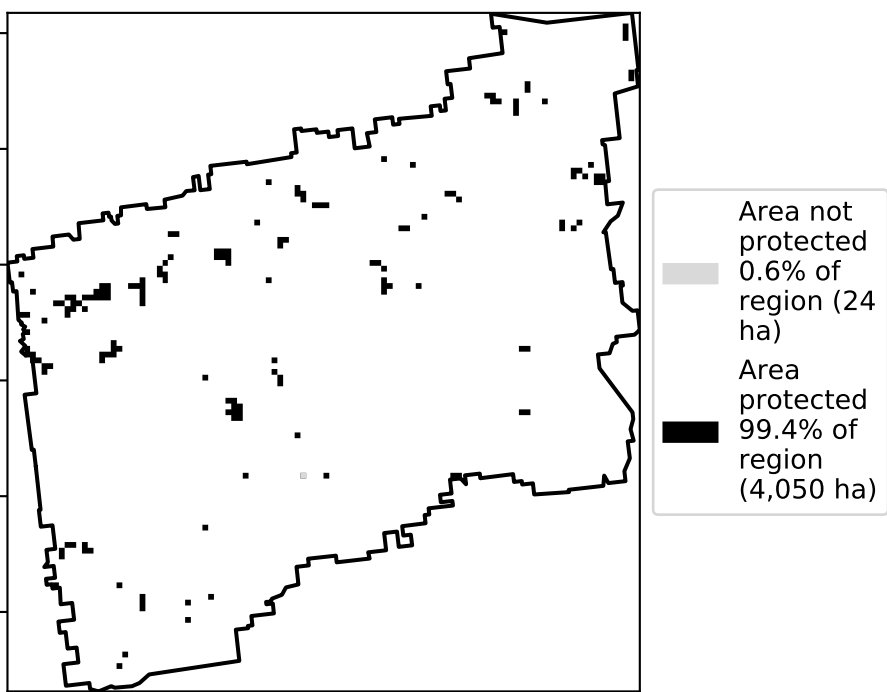 Area not
protected
0.6% of
region (24
ha)
Area
protected
99.4% of
region
(4,050 ha)